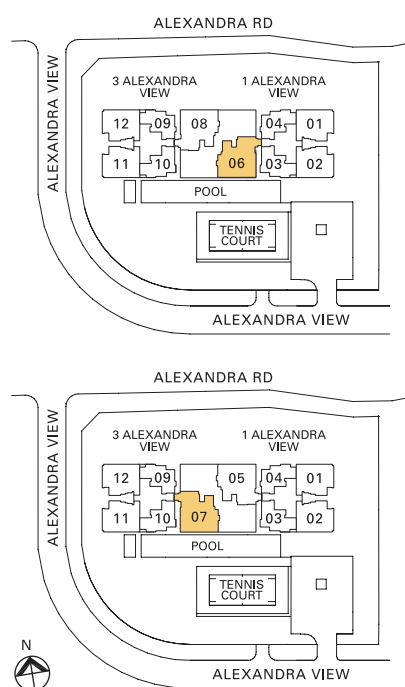 ALEXANDRA RD
ALEXANDRA VIEW
3 ALEXANDRA VIEW
1 ALEXANDRA VIEW
12 09 08 04 01
11 10 06 03 02
POOL
TENNIS
COURT
ALEXANDRA VIEW
ALEXANDRA RD
ALEXANDRA VIEW
3 ALEXANDRA VIEW
1 ALEXANDRA VIEW
12 09 05 04 01
11 10 07 03 02
POOL
TENNIS
COURT
N
ALEXANDRA VIEW